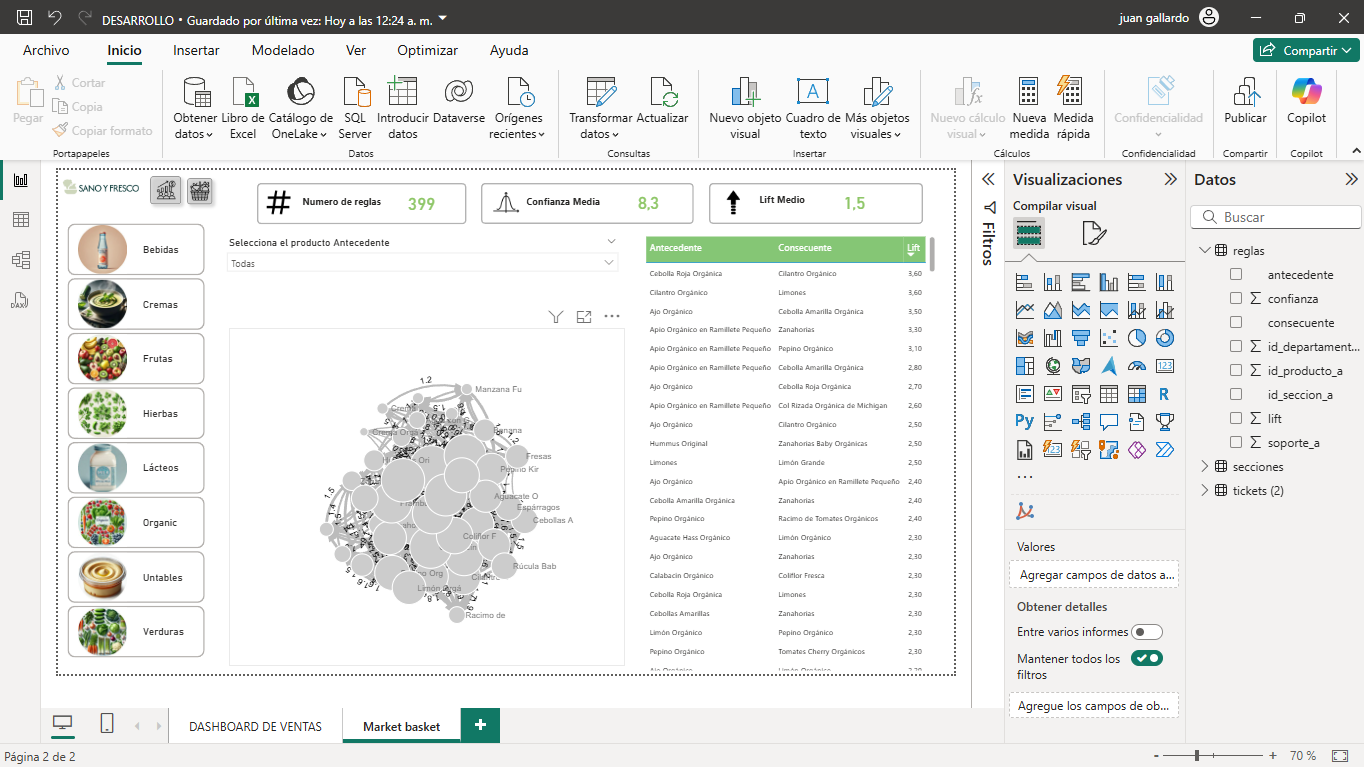 DESARROLLO • Guardado por última vez: Hoy a las 12:24 a. m.
juan gallardo
Archivo Inicio Insertar Modelado Ver Optimizar Ayuda
Compartir
Pegar
Cortar
Copia
Copiar formato
Portapapeles
Obtener datos
Libro de Excel
Catálogo de OneLake
SQL Server
Introducir datos
Dataverse
Orígenes recientes
Datos
Transformar datos
Actualizar
Consultas
Nuevo objeto visual
Cuadro de texto
Más objetos visuales
Insertar
Nuevo cálculo visual
Nueva medida
Medida rápida
Cálculos
Confidencialidad
Confidencialidad
Publicar
Compartir
Copilot
Copilot
SANO Y FRESCO
Numero de reglas 399
Confianza Media 8,3
Lift Medio 1,5
Bebidas
Cremas
Frutas
Hierbas
Lácteos
Organic
Untables
Verduras
Selecciona el producto Antecedente
Todas
1.2
Manzana Fu
Banana
Fresas
Pepino Kir
Aguacate O
Espárragos
Cebollas A
Coliflor F
Rúcula Bab
Limón Orgá
Racimo de
1.5
Antecedente Consecuente Lift
Cebolla Roja Orgánica Cilantro Orgánico 3,60
Cilantro Orgánico Limones 3,60
Ajo Orgánico Cebolla Amarilla Orgánica 3,50
Apio Orgánico en Ramillete Pequeño Zanahorias 3,30
Apio Orgánico en Ramillete Pequeño Pepino Orgánico 3,10
Apio Orgánico en Ramillete Pequeño Cebolla Amarilla Orgánica 2,80
Ajo Orgánico Cebolla Roja Orgánica 2,70
Apio Orgánico en Ramillete Pequeño Col Rizada Orgánica de Michigan 2,60
Ajo Orgánico Cilantro Orgánico 2,50
Hummus Original Zanahorias Baby Orgánicas 2,50
Limones Limón Grande 2,50
Ajo Orgánico Apio Orgánico en Ramillete Pequeño 2,40
Cebolla Amarilla Orgánica Zanahorias 2,40
Pepino Orgánico Racimo de Tomates Orgánicos 2,40
Aguacate Hass Orgánico Limón Orgánico 2,30
Ajo Orgánico Zanahorias 2,30
Calabacín Orgánico Coliflor Fresca 2,30
Cebolla Roja Orgánica Limones 2,30
Cebollas Amarillas Zanahorias 2,30
Limón Orgánico Pepino Orgánico 2,30
Pepino Orgánico Tomates Cherry Orgánicos 2,30
Ajo Orgánico Limón Orgánico 2,20
Filtros
Visualizaciones
Compilar visual
Valores
Agregar campos de datos a...
Obtener detalles
Entre varios informes
Mantener todos los filtros
Agregue los campos de ob...
Datos
Buscar
reglas
antecedente
confianza
consecuente
id_departament...
id_producto_a
id_seccion_a
lift
soporte_a
secciones
tickets (2)
DASHBOARD DE VENTAS
Market basket
Página 2 de 2
70 %